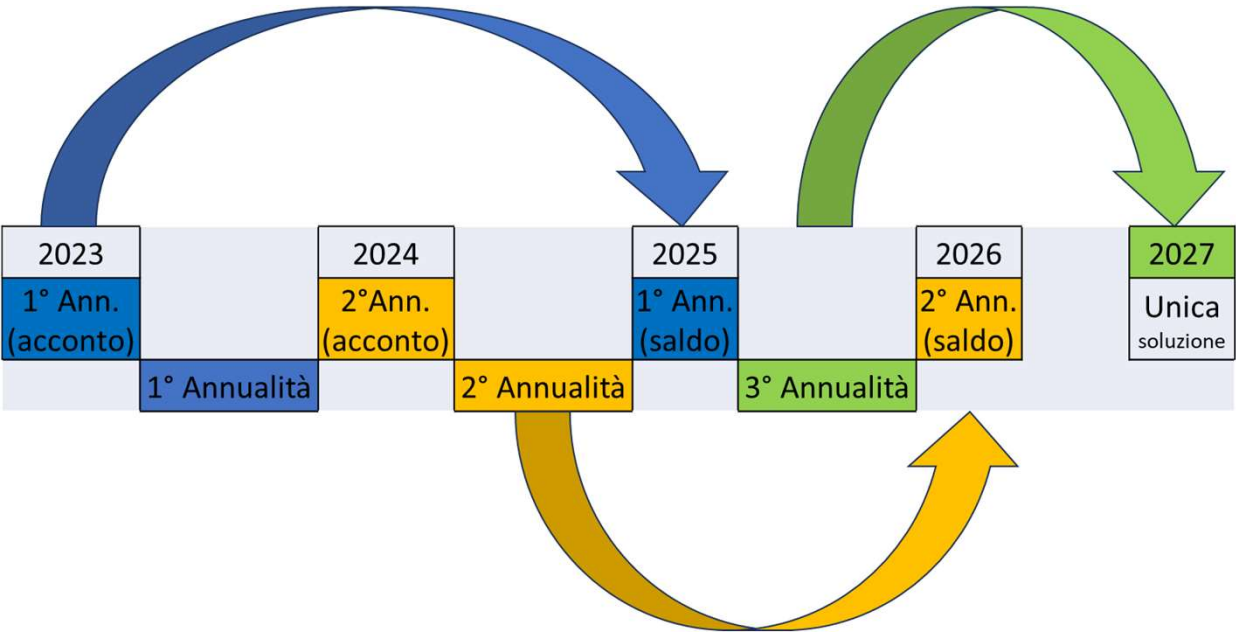 2023
1° Ann.
(acconto)
1° Annualità
2024
2°Ann.
(acconto)
2° Annualità
2025
1° Ann.
(saldo)
3° Annualità
2026
2° Ann.
(saldo)
2027
Unica
soluzione